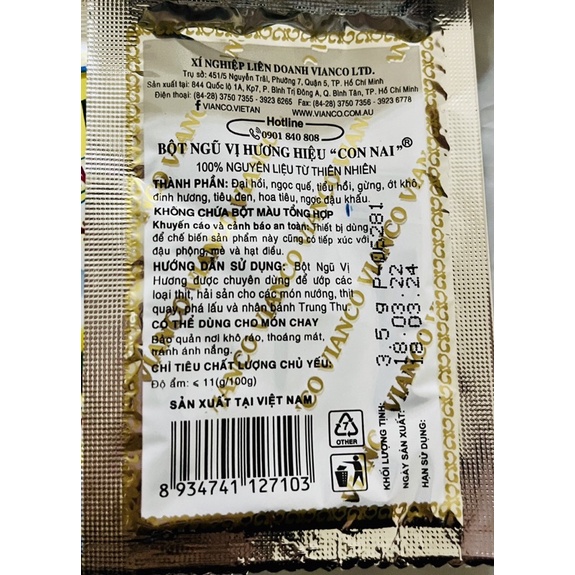 XÍ NGHIỆP LIÊN DOANH VIANCO LTD.
Trụ sở: 451/5 Nguyễn Trãi, Phường 7, Quận 5, TP. Hồ Chí Minh
Sản xuất tại: 844 Quốc lộ 1A, Kp7, P. Bình Trị Đông A, Q. Bình Tân, TP. Hồ Chí Minh
Điện thoại: (84-28) 3750 7355 - 3923 6265 Fax: (84-28) 3750 7356 - 3923 6778
VIANCO.VIETAN WWW.VIANCO.COM.AU
Hotline
0901 840 808
BỘT NGŨ VỊ HƯƠNG HIỆU “CON NAI”®
100% NGUYÊN LIỆU TỪ THIÊN NHIÊN
THÀNH PHẦN: Đại hồi, ngọc quế, tiểu hồi, gừng, ớt khô,
đinh hương, tiêu đen, hoa tiêu, ngọc đậu khấu.
KHÔNG CHỨA BỘT MÀU TỔNG HỢP
Khuyến cáo và cảnh báo an toàn: Thiết bị dùng
để chế biến sản phẩm này cũng có tiếp xúc với
đậu phộng, mè và hạt điều.
HƯỚNG DẪN SỬ DỤNG: Bột Ngũ Vị
Hương được chuyên dùng để ướp các
loại thịt, hải sản cho các món nướng, thịt
quay, phá lấu và nhân bánh Trung Thu.
CÓ THỂ DÙNG CHO MÓN CHAY
Bảo quản nơi khô ráo, thoáng mát,
tránh ánh nắng.
CHỈ TIÊU CHẤT LƯỢNG CHỦ YẾU:
Độ ẩm: ≤ 11(g/100g)
SẢN XUẤT TẠI VIỆT NAM
8 934741 127103
7
OTHER
KHỐI LƯỢNG TỊNH: 35g
NGÀY SẢN XUẤT: 18.03.22
HẠN SỬ DỤNG: 18.03.24
VIANCO VIANCO VIANCO